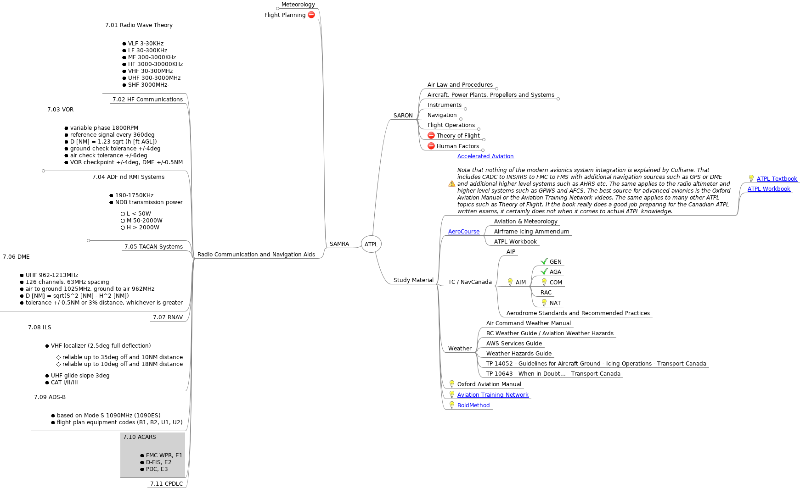 Meteorology
Flight Planning
7.01 Radio Wave Theory
VLF 3-30KHz
LF 30-300KHz
MF 300-3000KHz
HF 3000-30000KHz
VHF 30-300MHz
UHF 300-3000MHz
SHF 3000MHz
7.02 HF Communications
7.03 VOR
variable phase 1800RPM
reference signal every 360deg
D [NM] = 1.23 sqrt (h [ft AGL])
ground check tolerance +/-4deg
air check tolerance +/-6deg
VOR checkpoint +/-4deg, DME +/-0.5NM
7.04 ADF nd RMI Systems
190-1750KHz
NDB transmission power
L < 50W
M 50-2000W
H > 2000W
7.05 TACAN Systems
7.06 DME
UHF 962-1213MHz
126 channels, 63MHz spacing
air to ground 1025MHz, ground to air 962MHz
D [NM] = sqrt(S^2 [NM] - H^2 [NM])
tolerance +/-0.5NM or 3% distance, whichever is greater
7.07 RNAV
7.08 ILS
VHF localizer (2.5deg full deflection)
reliable up to 35deg off and 10NM distance
reliable up to 10deg off and 18NM distance
UHF glide slope 3deg
CAT I/II/III
7.09 ADS-B
based on Mode S 1090MHz (1090ES)
flight plan equipment codes (B1, B2, U1, U2)
7.10 ACARS
FMC WPR, E1
D-FIS, E2
PDC, E3
7.11 CPDLC
Radio Communication and Navigation Aids
SAMRA
ATPL
SARON
Air Law and Procedures
Aircraft, Power Plants, Propellers and Systems
Instruments
Navigation
Flight Operations
Theory of Flight
Human Factors
Study Material
Accelerated Aviation
Note that nothing of the modern avionics system integration is explained by Culhane. That
includes CADC to INS/IRS to FMC to FMS with additional navigation sources such as GPS or DME
and additional higher level systems such as AHRS etc. The same applies to the radio altimeter and
higher level systems such as GPWS and AFCS. The best source for advanced avionics is the Oxford
Aviation Manual or the Aviation Training Network videos. The same applies to many other ATPL
topics such as Theory of Flight. If the book really does a good job preparing for the Canadian ATPL
written exams, it certainly does not when it comes to actual ATPL knowledge.
ATPL Textbook
ATPL Workbook
AeroCourse
Aviation & Meteorology
Airframe Icing Ammendum
ATPL Workbook
TC / NavCanada
AIP
AIM
GEN
AGA
COM
RAC
NAT
Aerodrome Standards and Recommended Practices
Weather
Air Command Weather Manual
BC Weather Guide / Aviation Weather Hazards
AWS Services Guide
Weather Hazards Guide
TP 14052 - Guidelines for Aircraft Ground - Icing Operations - Transport Canada
TP 10643 - When in Doubt... - Transport Canada
Oxford Aviation Manual
Aviation Training Network
BoldMethod